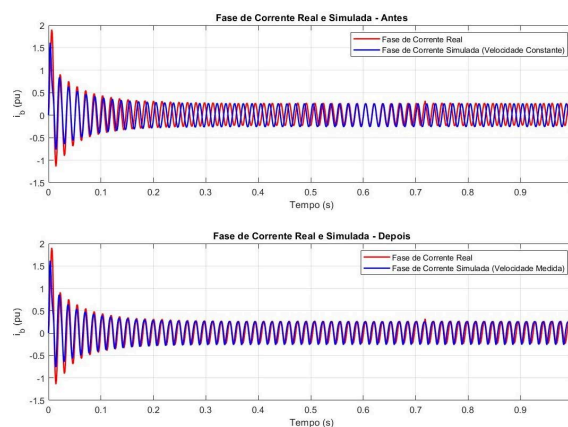 Fase de Corrente Real e Simulada - Antes
2
1.5
1
0.5
0
-0.5
-1
-1.5
i_b (pu)
Fase de Corrente Real
Fase de Corrente Simulada (Velocidade Constante)
0 0.1 0.2 0.3 0.4 0.5 0.6 0.7 0.8 0.9
Tempo (s)
Fase de Corrente Real e Simulada - Depois
2
1.5
1
0.5
0
-0.5
-1
-1.5
i_b (pu)
Fase de Corrente Real
Fase de Corrente Simulada (Velocidade Medida)
0 0.1 0.2 0.3 0.4 0.5 0.6 0.7 0.8 0.9
Tempo (s)